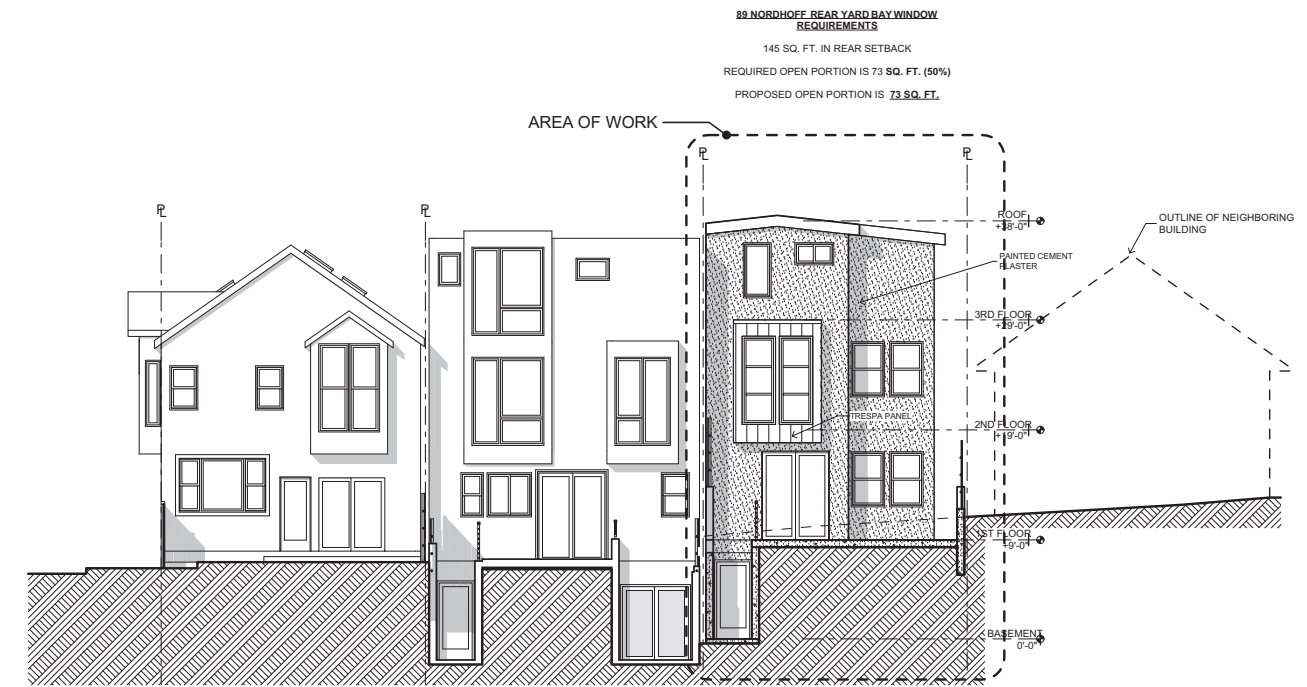 89 NORDHOFF REAR YARD BAY WINDOW
REQUIREMENTS
145 SQ. FT. IN REAR SETBACK
REQUIRED OPEN PORTION IS 73 SQ. FT. (50%)
PROPOSED OPEN PORTION IS 73 SQ. FT.
AREA OF WORK
PL
PL
PL
PL
ROOF
+38'-0"
OUTLINE OF NEIGHBORING
BUILDING
PAINTED CEMENT
PLASTER
3RD FLOOR
+29'-0"
TRESPA PANEL
2ND FLOOR
+19'-0"
1ST FLOOR
+9'-0"
BASEMENT
0'-0"